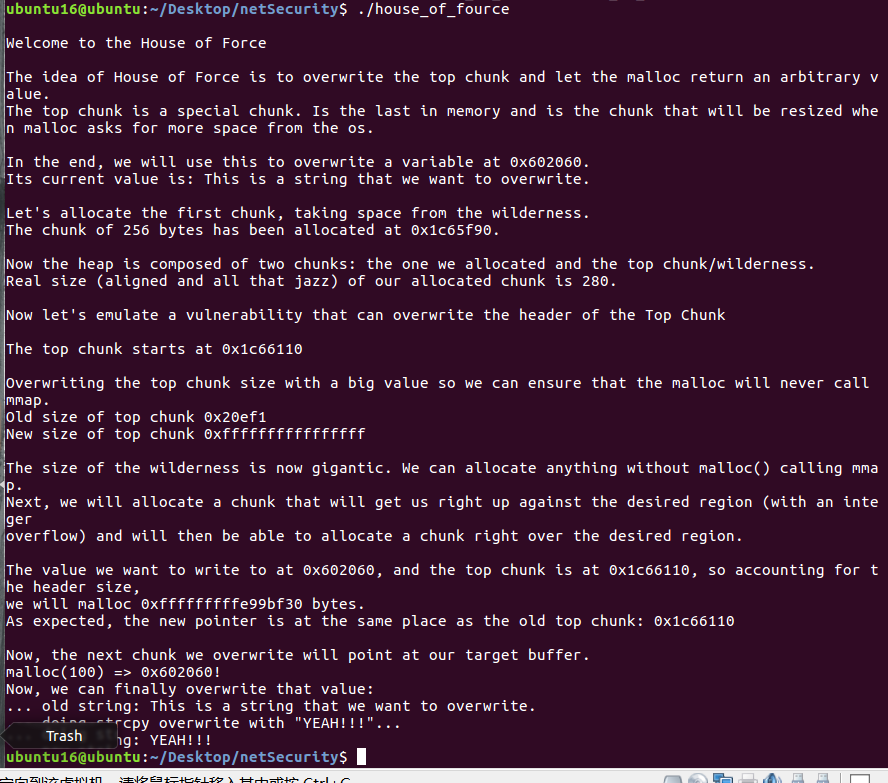 ubuntu16@ubuntu:~/Desktop/netSecurity$ ./house_of_fource
Welcome to the House of Force
The idea of House of Force is to overwrite the top chunk and let the malloc return an arbitrary v
alue.
The top chunk is a special chunk. Is the last in memory and is the chunk that will be resized whe
n malloc asks for more space from the os.
In the end, we will use this to overwrite a variable at 0x602060.
Its current value is: This is a string that we want to overwrite.
Let's allocate the first chunk, taking space from the wilderness.
The chunk of 256 bytes has been allocated at 0x1c65f90.
Now the heap is composed of two chunks: the one we allocated and the top chunk/wilderness.
Real size (aligned and all that jazz) of our allocated chunk is 280.
Now let's emulate a vulnerability that can overwrite the header of the Top Chunk
The top chunk starts at 0x1c66110
Overwriting the top chunk size with a big value so we can ensure that the malloc will never call
mmap.
Old size of top chunk 0x20ef1
New size of top chunk 0xffffffffffffffff
The size of the wilderness is now gigantic. We can allocate anything without malloc() calling mma
p.
Next, we will allocate a chunk that will get us right up against the desired region (with an inte
ger
overflow) and will then be able to allocate a chunk right over the desired region.
The value we want to write to at 0x602060, and the top chunk is at 0x1c66110, so accounting for t
he header size,
we will malloc 0xfffffffffe99bf30 bytes.
As expected, the new pointer is at the same place as the old top chunk: 0x1c66110
Now, the next chunk we overwrite will point at our target buffer.
malloc(100) => 0x602060!
Now, we can finally overwrite that value:
... old string: This is a string that we want to overwrite.
doing strcpy overwrite with "YEAH!!!"...
Trash
ng: YEAH!!!
ubuntu16@ubuntu:~/Desktop/netSecurity$